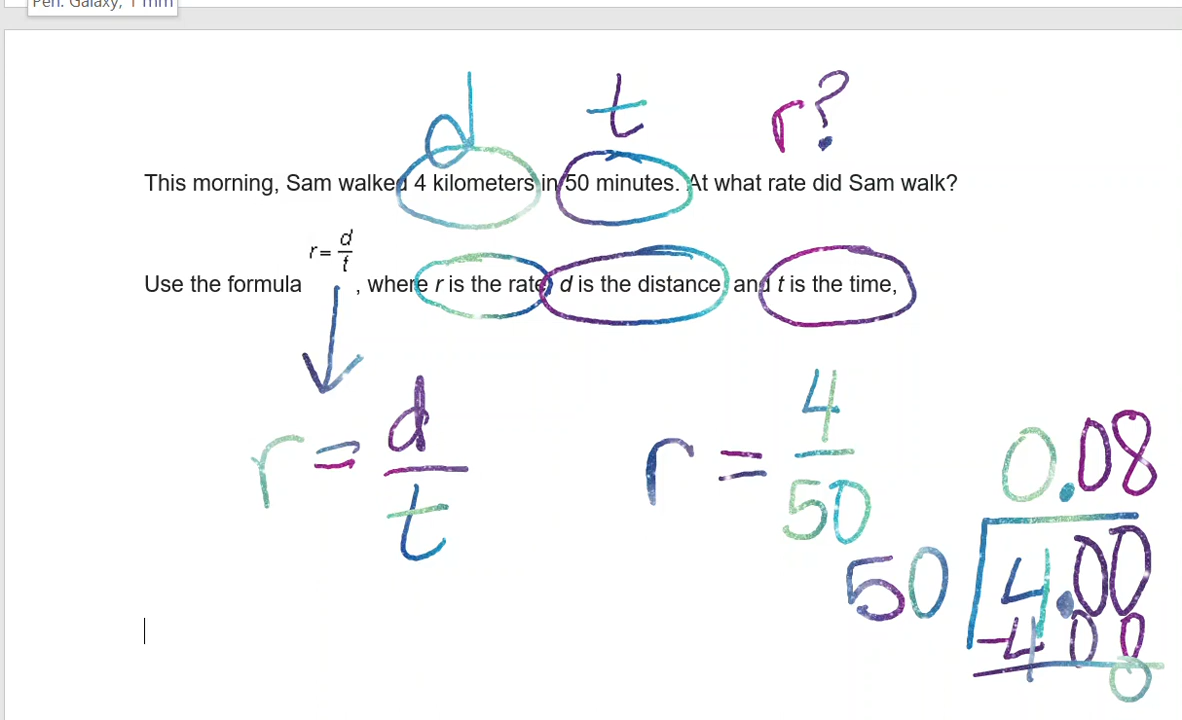 Pen: Galaxy, 1 mm
d t r?
This morning, Sam walked 4 kilometers in 50 minutes. At what rate did Sam walk?
r = d/t
Use the formula , where r is the rate, d is the distance, and t is the time,
r = d/t r = 4/50
0.08
50 4.00
-4 0 0
0